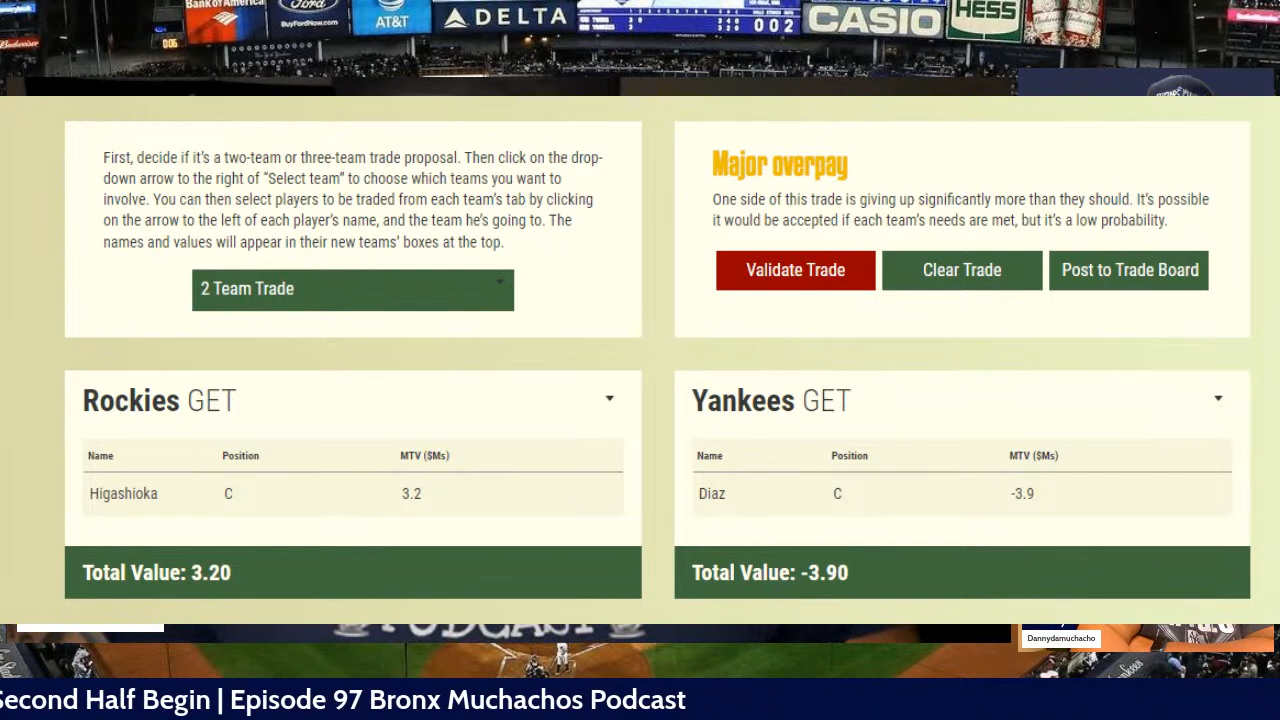 Bank of America
Ford
BuyFordNow.com
AT&T
DELTA
002
CASIO
HESS
Budweiser
First, decide if it's a two-team or three-team trade proposal. Then click on the drop-
down arrow to the right of "Select team" to choose which teams you want to
involve. You can then select players to be traded from each team's tab by clicking
on the arrow to the left of each player's name, and the team he's going to. The
names and values will appear in their new teams' boxes at the top.
2 Team Trade
Major overpay
One side of this trade is giving up significantly more than they should. It's possible
it would be accepted if each team's needs are met, but it's a low probability.
Validate Trade Clear Trade Post to Trade Board
Rockies GET
Name Position MTV ($Ms)
Higashioka C 3.2
Total Value: 3.20
Yankees GET
Name Position MTV ($Ms)
Diaz C -3.9
Total Value: -3.90
PODCAST
Dannydamuchacho
Second Half Begin | Episode 97 Bronx Muchachos Podcast